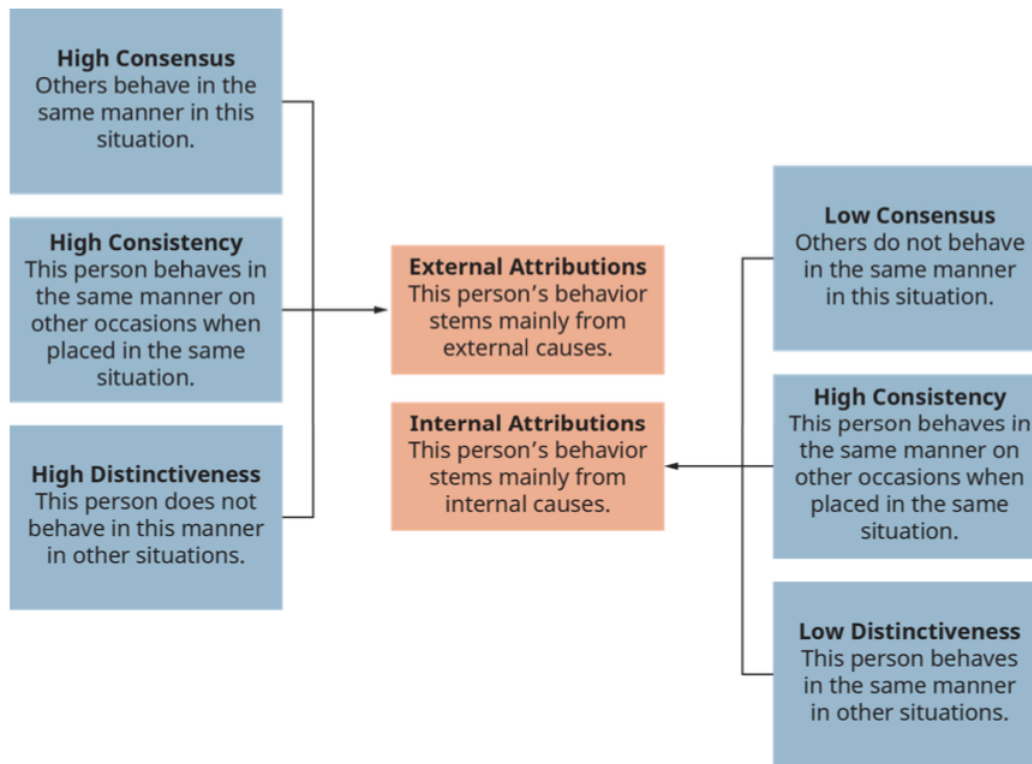 High Consensus
Others behave in the
same manner in this
situation.
High Consistency
This person behaves in
the same manner on
other occasions when
placed in the same
situation.
High Distinctiveness
This person does not
behave in this manner
in other situations.
External Attributions
This person’s behavior
stems mainly from
external causes.
Internal Attributions
This person’s behavior
stems mainly from
internal causes.
Low Consensus
Others do not behave
in the same manner
in this situation.
High Consistency
This person behaves in
the same manner on
other occasions when
placed in the same
situation.
Low Distinctiveness
This person behaves
in the same manner
in other situations.